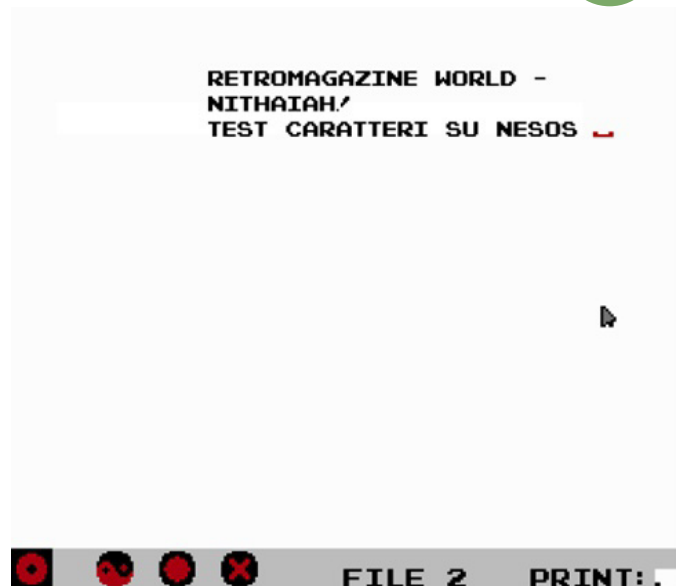 RETROMAGAZINE WORLD -
NITHAIAH!
TEST CARATTERI SU NESOS
FILE 2 PRINT:.